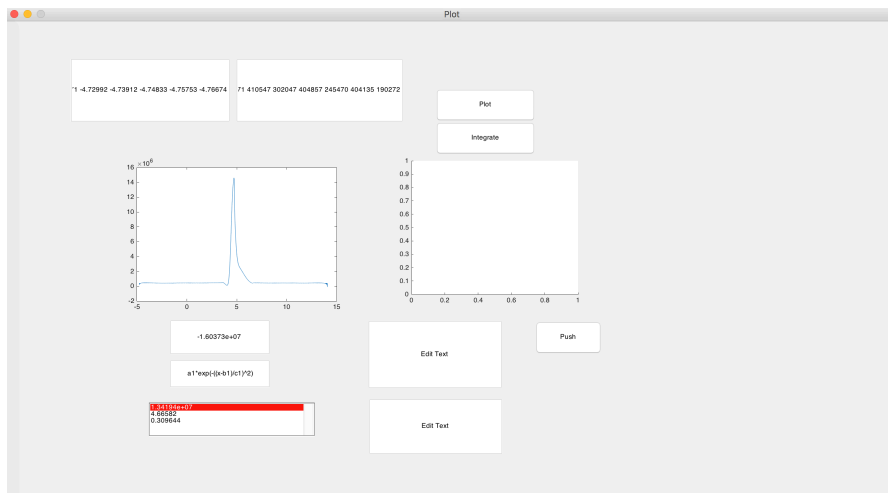 Plot
'1 -4.72992 -4.73912 -4.74833 -4.75753 -4.76674
71 410547 302047 404857 245470 404135 190272
Plot
Integrate
×10^6
16
14
12
10
8
6
4
2
0
-2
-5 0 5 10 15
1
0.9
0.8
0.7
0.6
0.5
0.4
0.3
0.2
0.1
0
0 0.2 0.4 0.6 0.8 1
-1.60373e+07
a1*exp(-((x-b1)/c1)^2)
1.34194e+07
4.66582
0.309644
Edit Text
Push
Edit Text